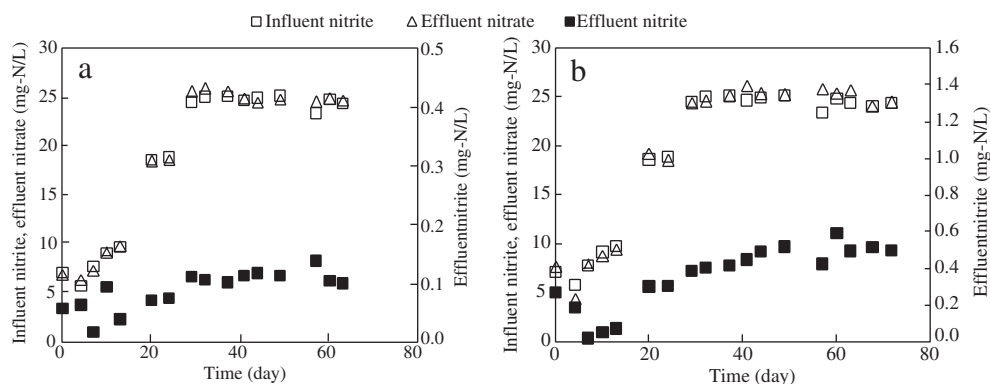 Influent nitrite Effluent nitrate Effluent nitrite
a
Influent nitrite, effluent nitrate (mg-N/L)
30
25
20
15
10
5
0
0 20 40 60 80
Time (day)
0.5
0.4
0.3
0.2
0.1
0.0
Effluent nitrite (mg-N/L)
b
Influent nitrite, effluent nitrate (mg-N/L)
30
25
20
15
10
5
0
0 20 40 60 80
Time (day)
1.6
1.4
1.2
1.0
0.8
0.6
0.4
0.2
0.0
Effluentnitrite (mg-N/L)